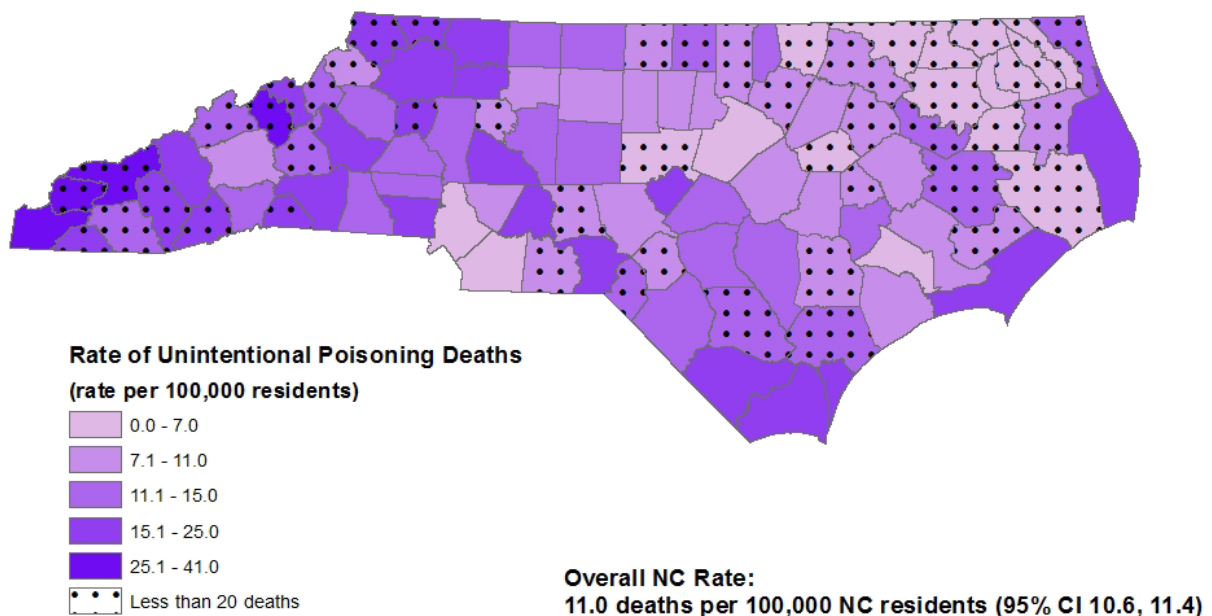 Rate of Unintentional Poisoning Deaths
(rate per 100,000 residents)
0.0 - 7.0
7.1 - 11.0
11.1 - 15.0
15.1 - 25.0
25.1 - 41.0
Less than 20 deaths
Overall NC Rate:
11.0 deaths per 100,000 NC residents (95% CI 10.6, 11.4)